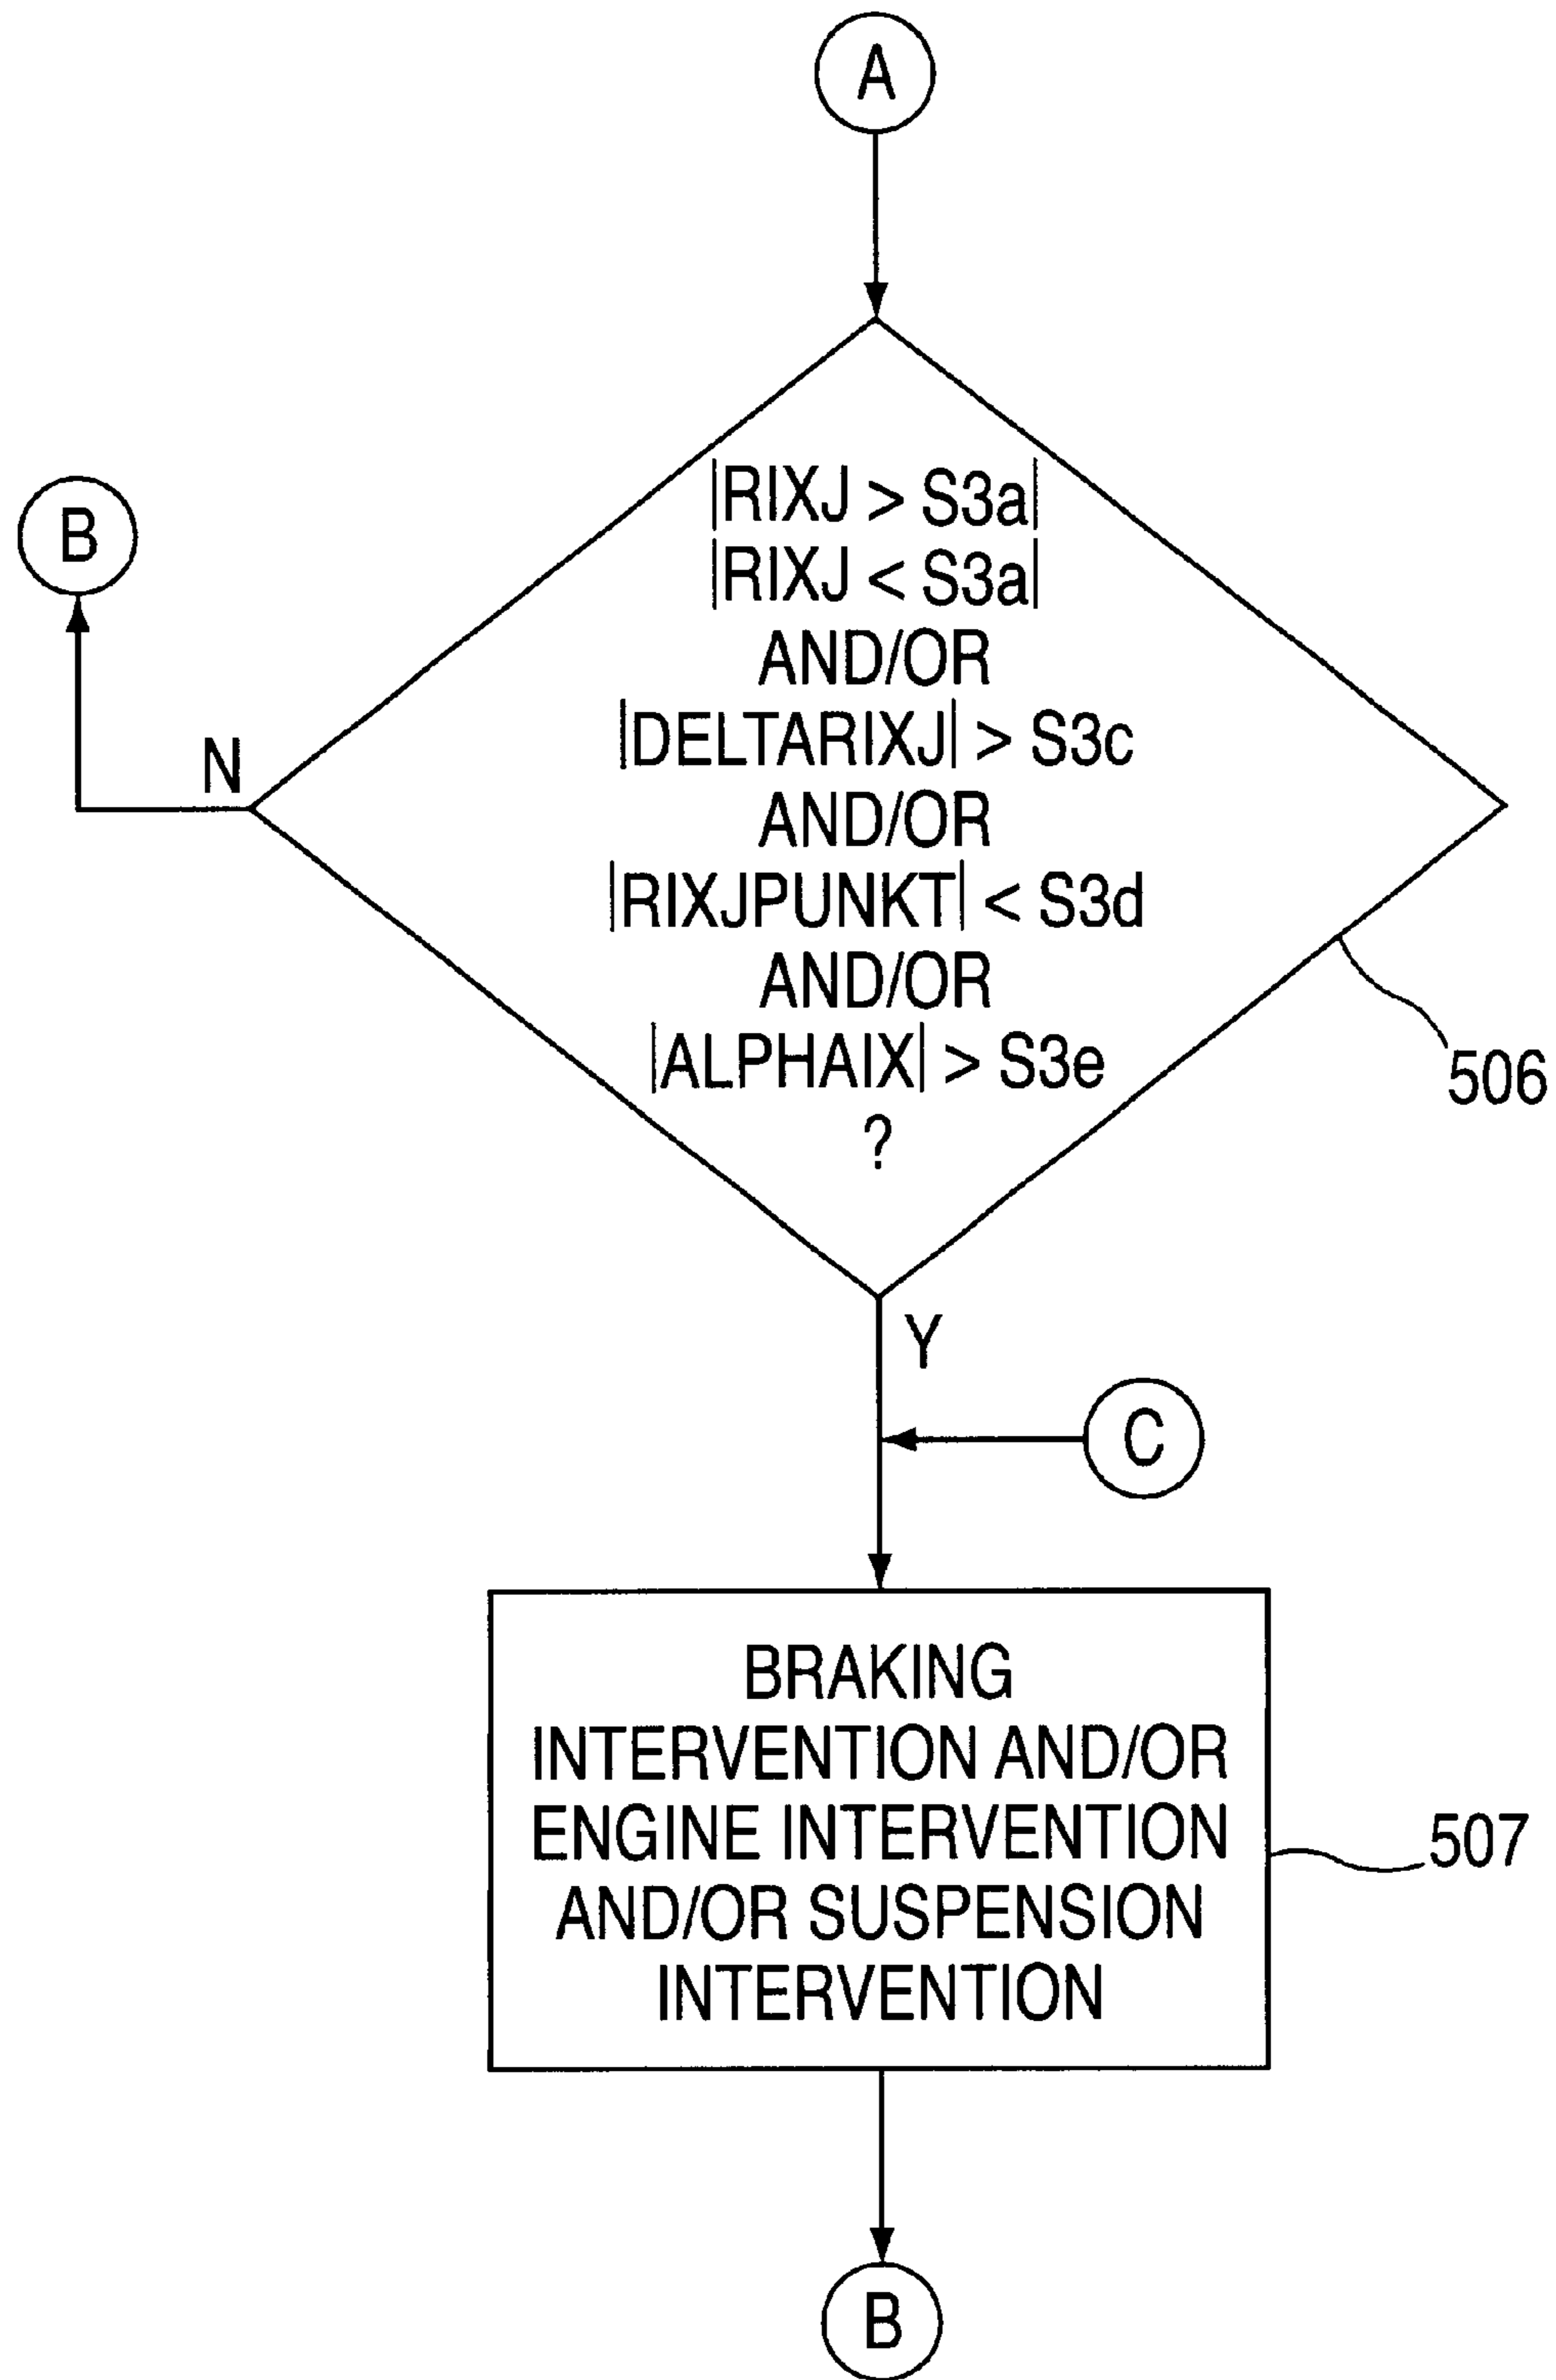 A
|RIXJ > S3a|
|RIXJ < S3a|
AND/OR
|DELTARIXJ| > S3c
AND/OR
|RIXJPUNKT| < S3d
AND/OR
|ALPHAIX| > S3e
?
B
N
506
Y
C
BRAKING
INTERVENTION AND/OR
ENGINE INTERVENTION
AND/OR SUSPENSION
INTERVENTION
507
B